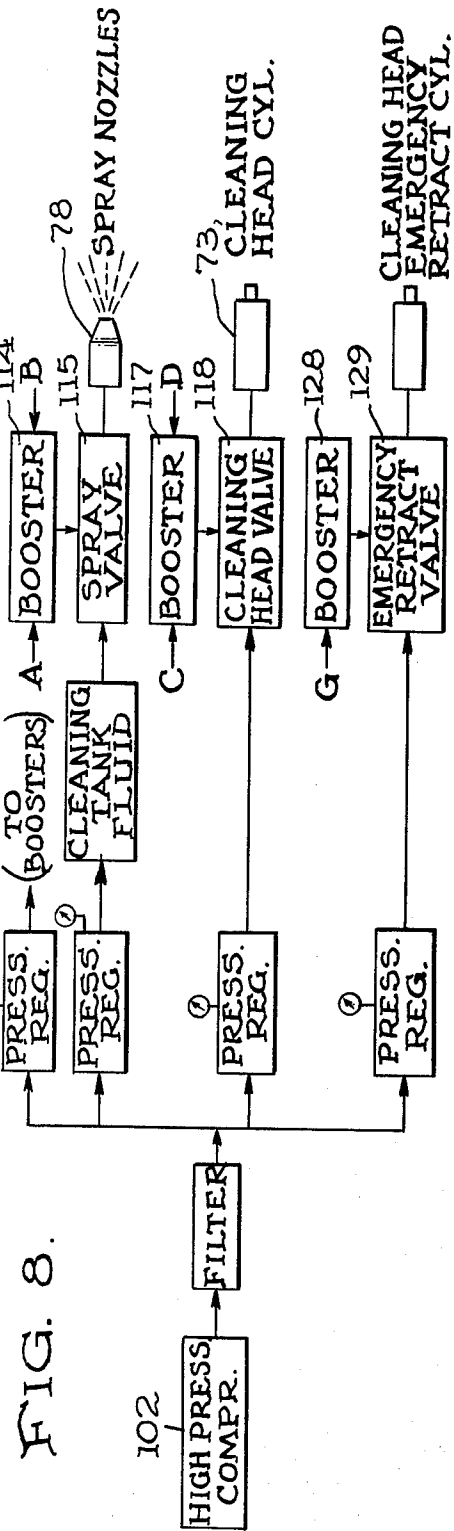 FIG. 8.
102
HIGH PRESS.
COMPR.
FILTER
PRESS.
REG.
(TO
BOOSTERS)
PRESS.
REG.
CLEANING
TANK
FLUID
PRESS.
REG.
PRESS.
REG.
A
BOOSTER
114
B
SPRAY
VALVE
115
78
SPRAY NOZZLES
C
BOOSTER
117
D
CLEANING
HEAD VALVE
118
73,
CLEANING
HEAD CYL.
G
BOOSTER
128
EMERGENCY
RETRACT
VALVE
129
CLEANING HEAD
EMERGENCY
RETRACT CYL.